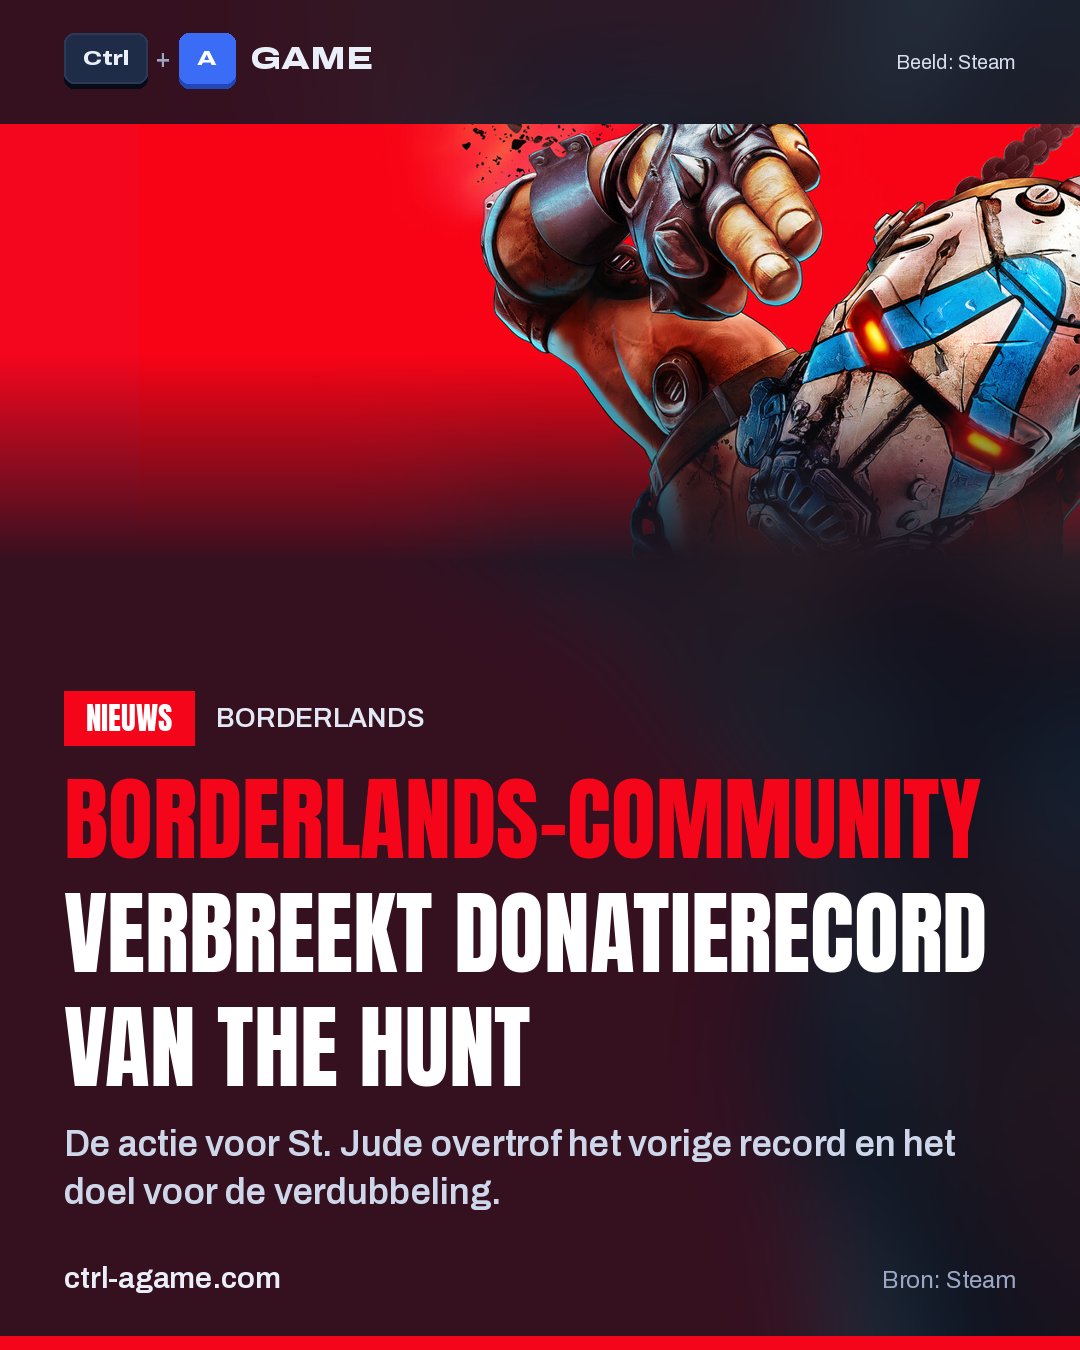 Ctrl + A GAME
Beeld: Steam
NIEUWS BORDERLANDS
BORDERLANDS-COMMUNITY
VERBREEKT DONATIERECORD
VAN THE HUNT
De actie voor St. Jude overtrof het vorige record en het
doel voor de verdubbeling.
ctrl-agame.com
Bron: Steam